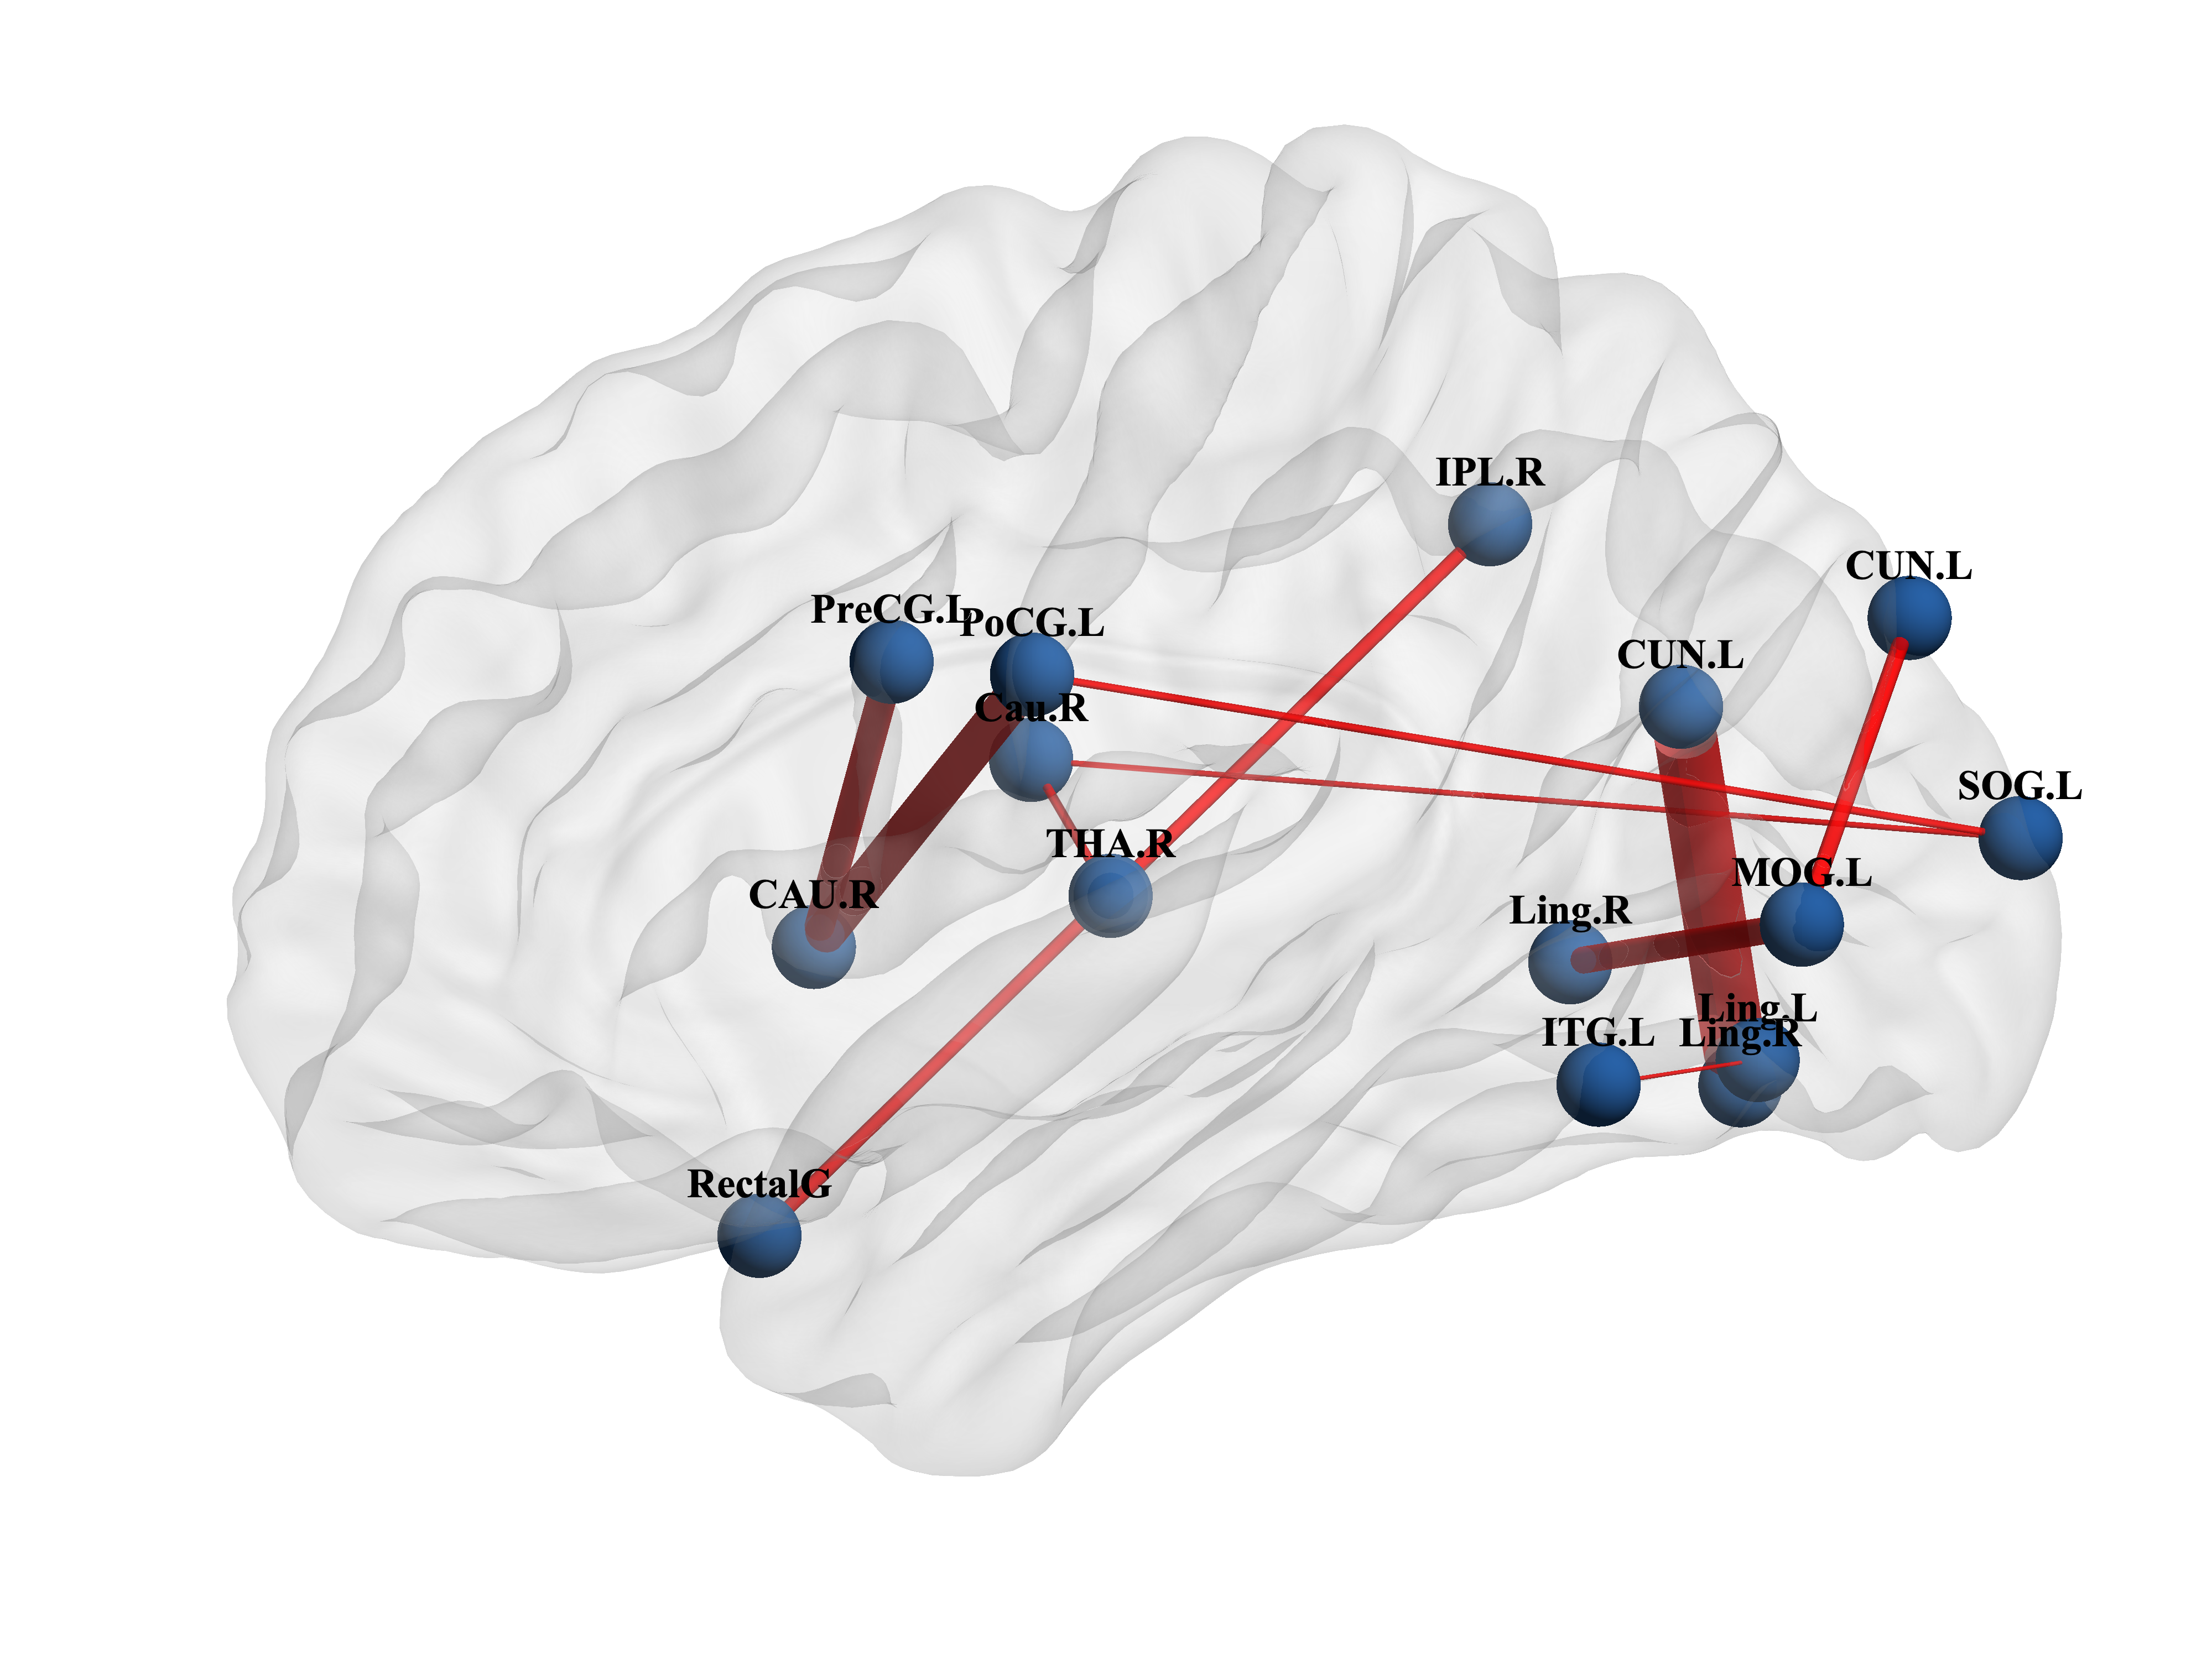 IPL.R
CUN.L
PreCG.L
PoCG.L
CUN.L
Cau.R
SOG.L
THA.R
MOG.L
CAU.R
Ling.R
Ling.L
ITG.L
Ling.R
RectalG